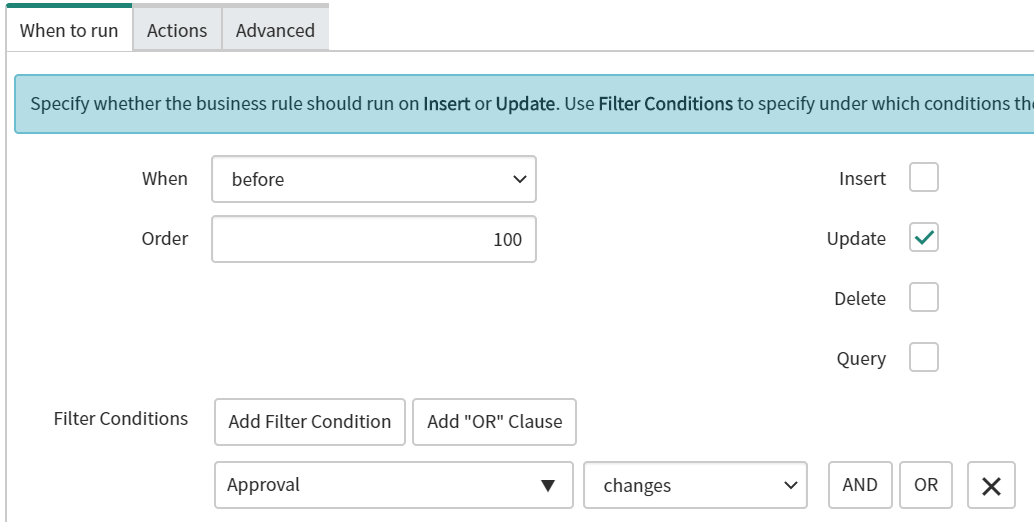 When to run Actions Advanced
Specify whether the business rule should run on Insert or Update. Use Filter Conditions to specify under which conditions
When before Insert
Order 100 Update
Delete
Query
Filter Conditions Add Filter Condition Add "OR" Clause
Approval changes AND OR